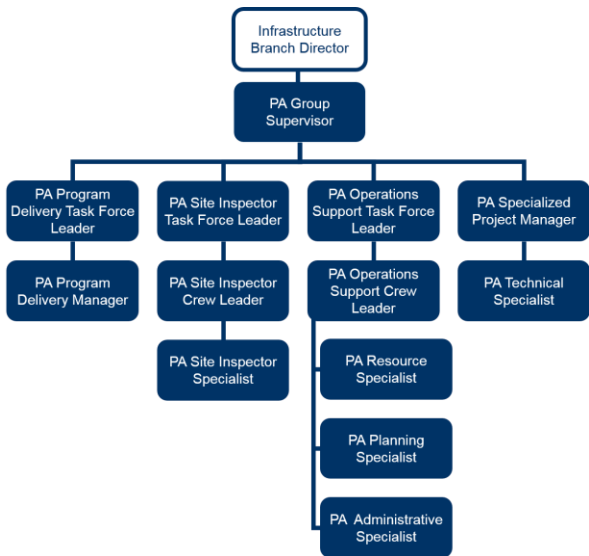 Infrastructure
Branch Director
PA Group
Supervisor
PA Program
Delivery Task Force
Leader
PA Site Inspector
Task Force Leader
PA Operations
Support Task Force
Leader
PA Specialized
Project Manager
PA Program
Delivery Manager
PA Site Inspector
Crew Leader
PA Operations
Support Crew
Leader
PA Technical
Specialist
PA Site Inspector
Specialist
PA Resource
Specialist
PA Planning
Specialist
PA Administrative
Specialist